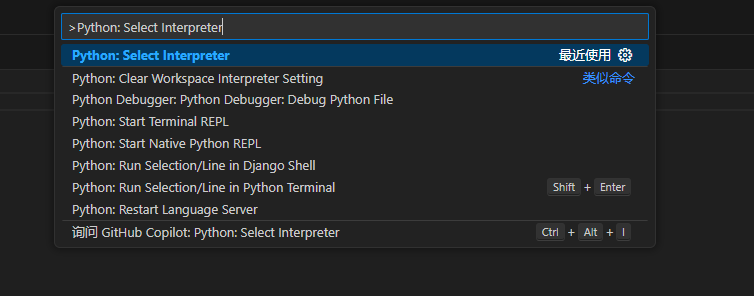 >Python: Select Interpreter
Python: Select Interpreter 最近使用
Python: Clear Workspace Interpreter Setting 类似命令
Python Debugger: Python Debugger: Debug Python File
Python: Start Terminal REPL
Python: Start Native Python REPL
Python: Run Selection/Line in Django Shell
Python: Run Selection/Line in Python Terminal Shift + Enter
Python: Restart Language Server
询问 GitHub Copilot: Python: Select Interpreter Ctrl + Alt + I